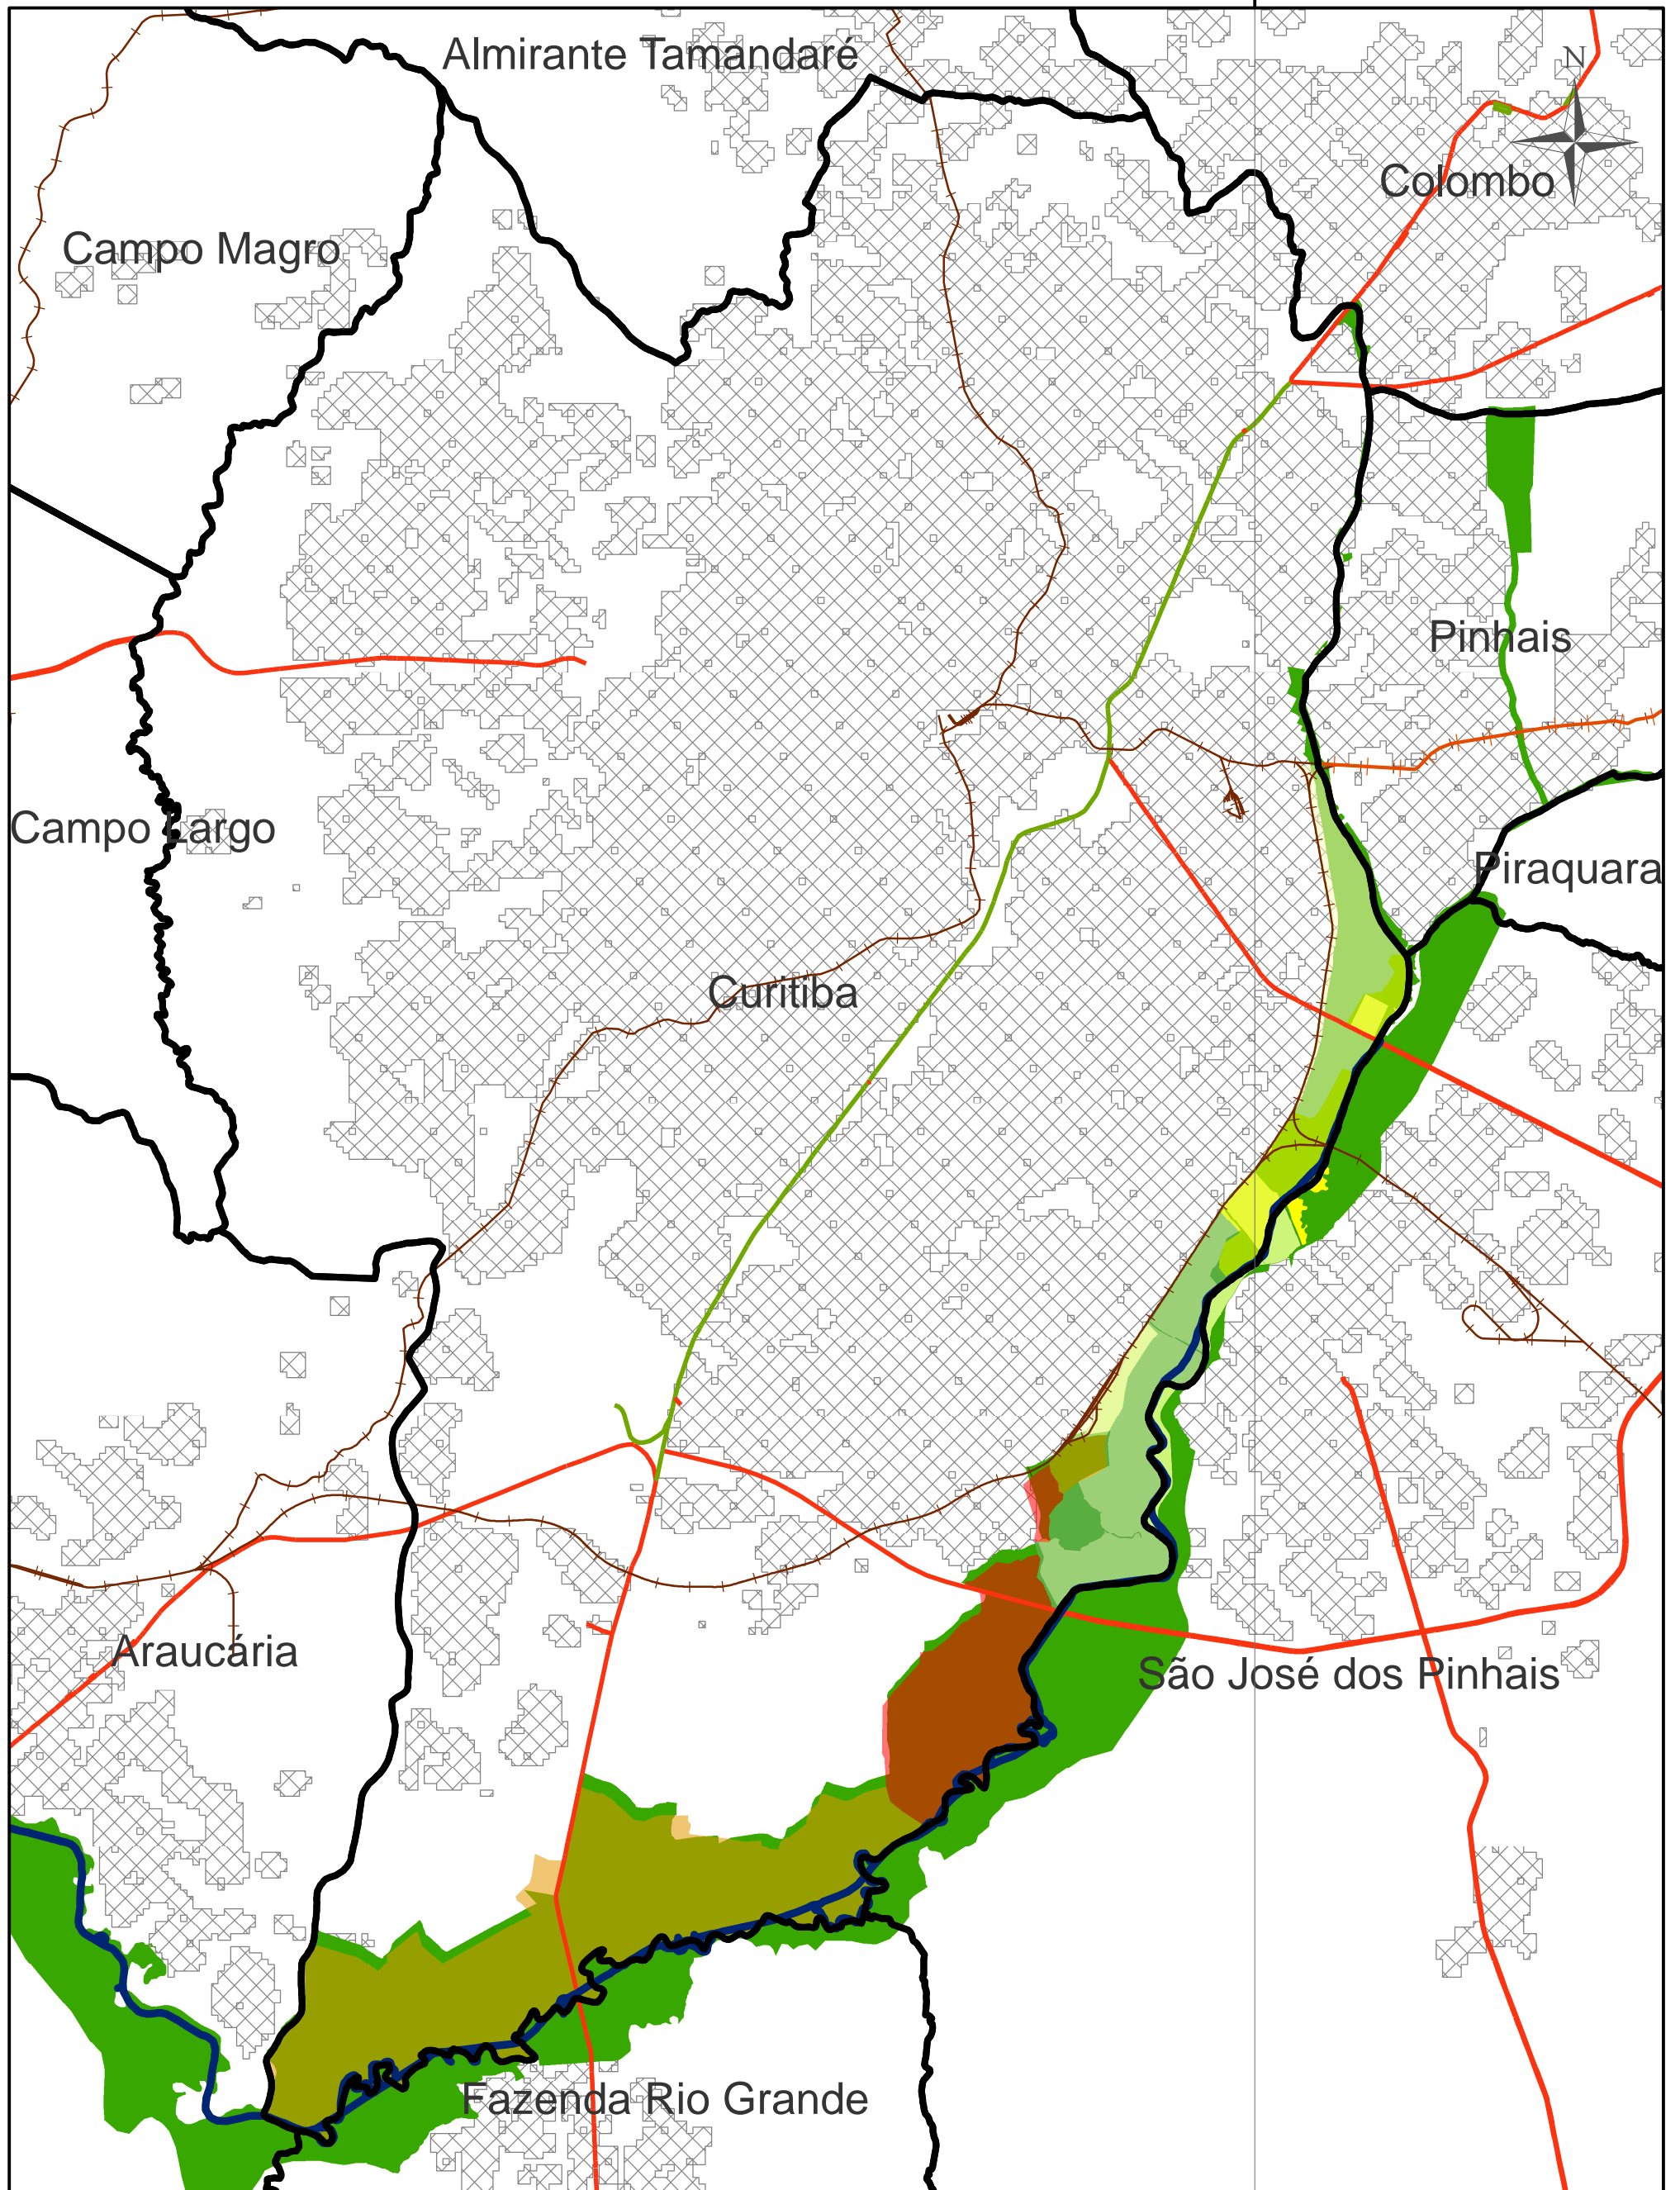 Almirante Tamandaré
N
Colombo
Campo Magro
Pinhais
Campo Largo
Piraquara
Curitiba
Araucária
São José dos Pinhais
Fazenda Rio Grande